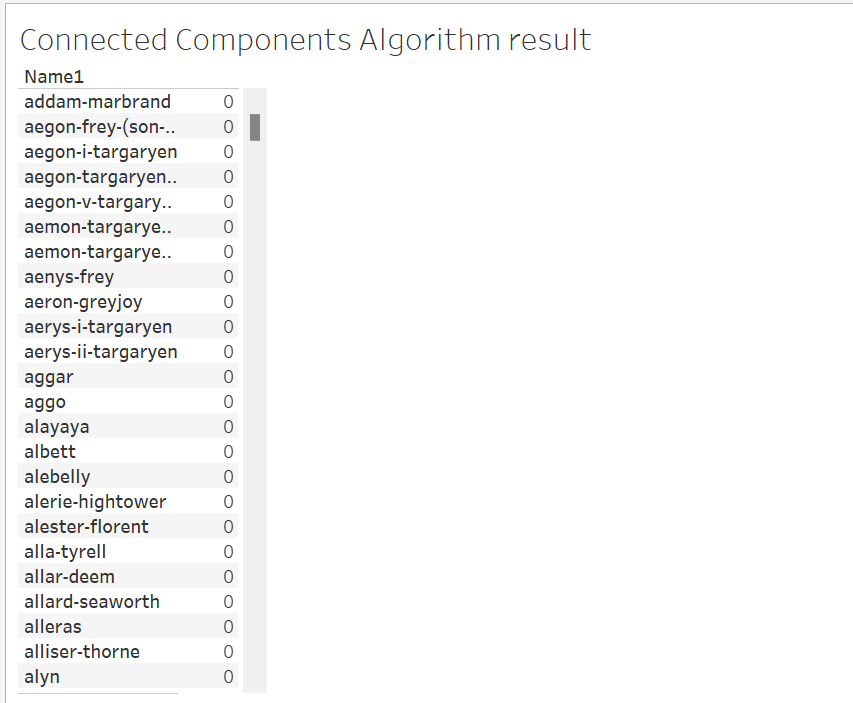 Connected Components Algorithm result
Name1
addam-marbrand 0
aegon-frey-(son-.. 0
aegon-i-targaryen 0
aegon-targaryen.. 0
aegon-v-targary.. 0
aemon-targarye.. 0
aemon-targarye.. 0
aenys-frey 0
aeron-greyjoy 0
aerys-i-targaryen 0
aerys-ii-targaryen 0
aggar 0
aggo 0
alayaya 0
albett 0
alebelly 0
alerie-hightower 0
alester-florent 0
alla-tyrell 0
allar-deem 0
allard-seaworth 0
alleras 0
alliser-thorne 0
alyn 0